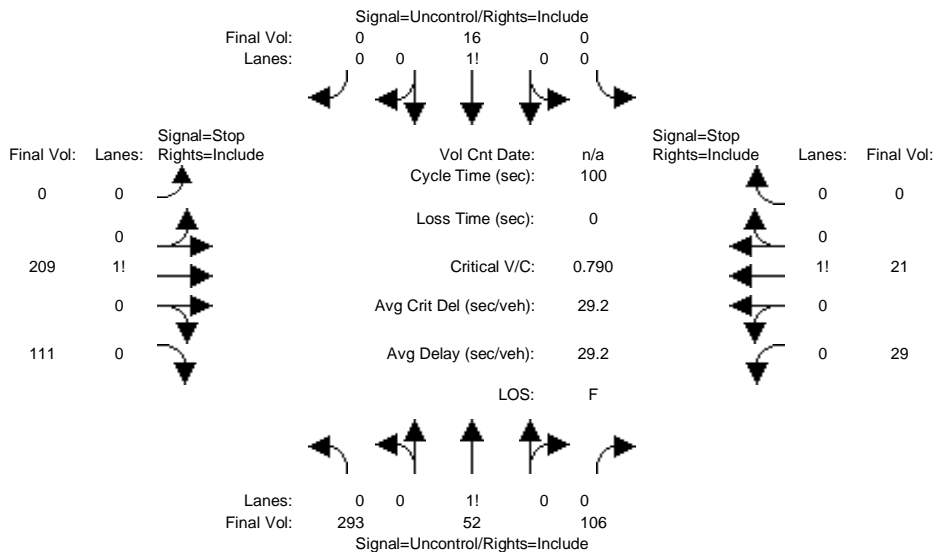 Signal=Uncontrol/Rights=Include
Final Vol: 0 16 0
Lanes: 0 0 1! 0 0
Signal=Stop Signal=Stop
Final Vol: Lanes: Rights=Include Vol Cnt Date: n/a Rights=Include Lanes: Final Vol:
Cycle Time (sec): 100
0 0 0 0
Loss Time (sec): 0
0 0
209 1! Critical V/C: 0.790 1! 21
0 Avg Crit Del (sec/veh): 29.2 0
111 0 Avg Delay (sec/veh): 29.2 0 29
LOS: F
Lanes: 0 0 1! 0 0
Final Vol: 293 52 106
Signal=Uncontrol/Rights=Include